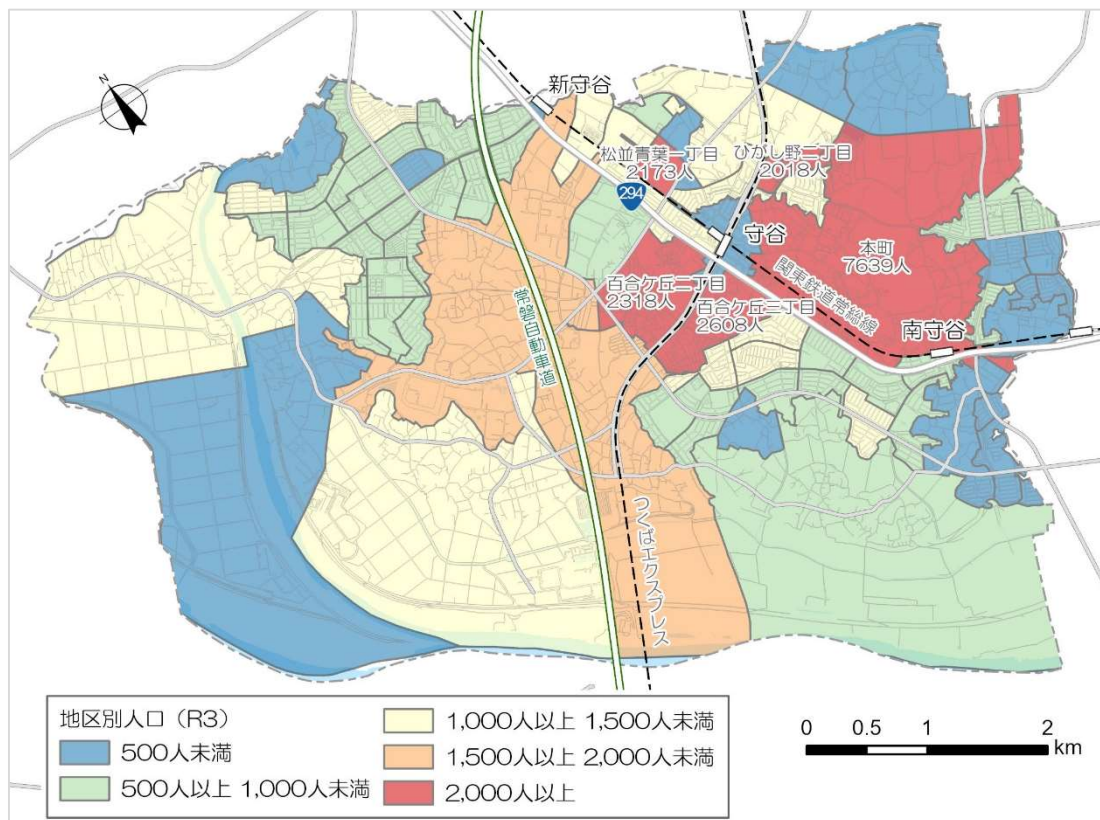 N
新守谷
松並青葉一丁目
2173人
ひがし野二丁目
2018人
294
守谷
本町
7639人
百合ケ丘二丁目
2318人
百合ケ丘三丁目
2608人
関東鉄道常総線
南守谷
常磐自動車道
つくばエクスプレス
地区別人口（R3）
500人未満
500人以上 1,000人未満
1,000人以上 1,500人未満
1,500人以上 2,000人未満
2,000人以上
0 0.5 1 2
km